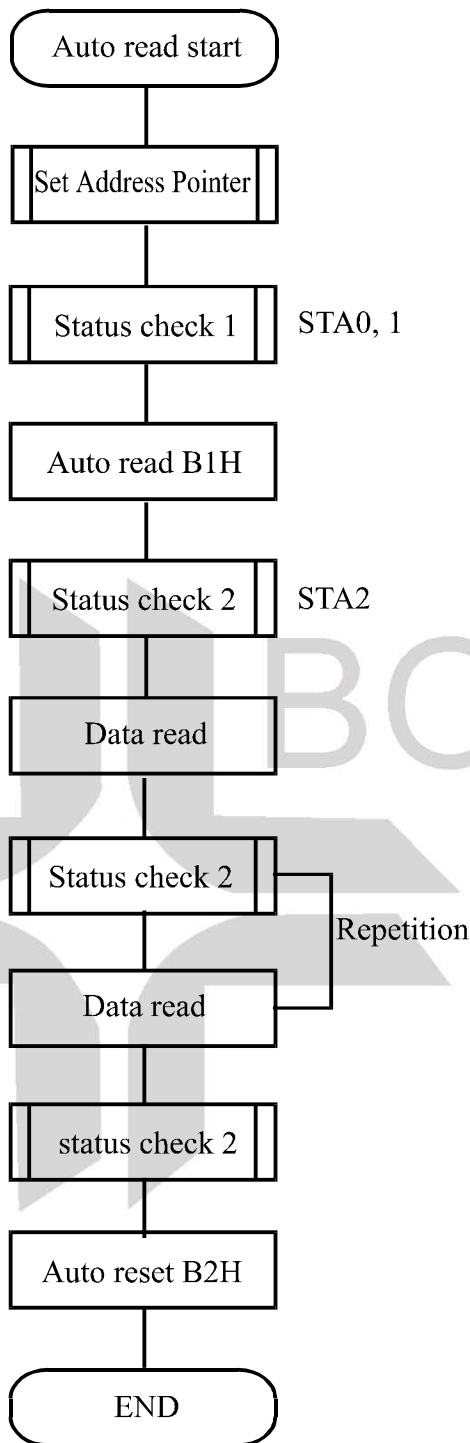 Auto read start
Set Address Pointer
Status check 1
STA0, 1
Auto read B1H
Status check 2
STA2
BO
Data read
Status check 2
Repetition
Data read
status check 2
Auto reset B2H
END